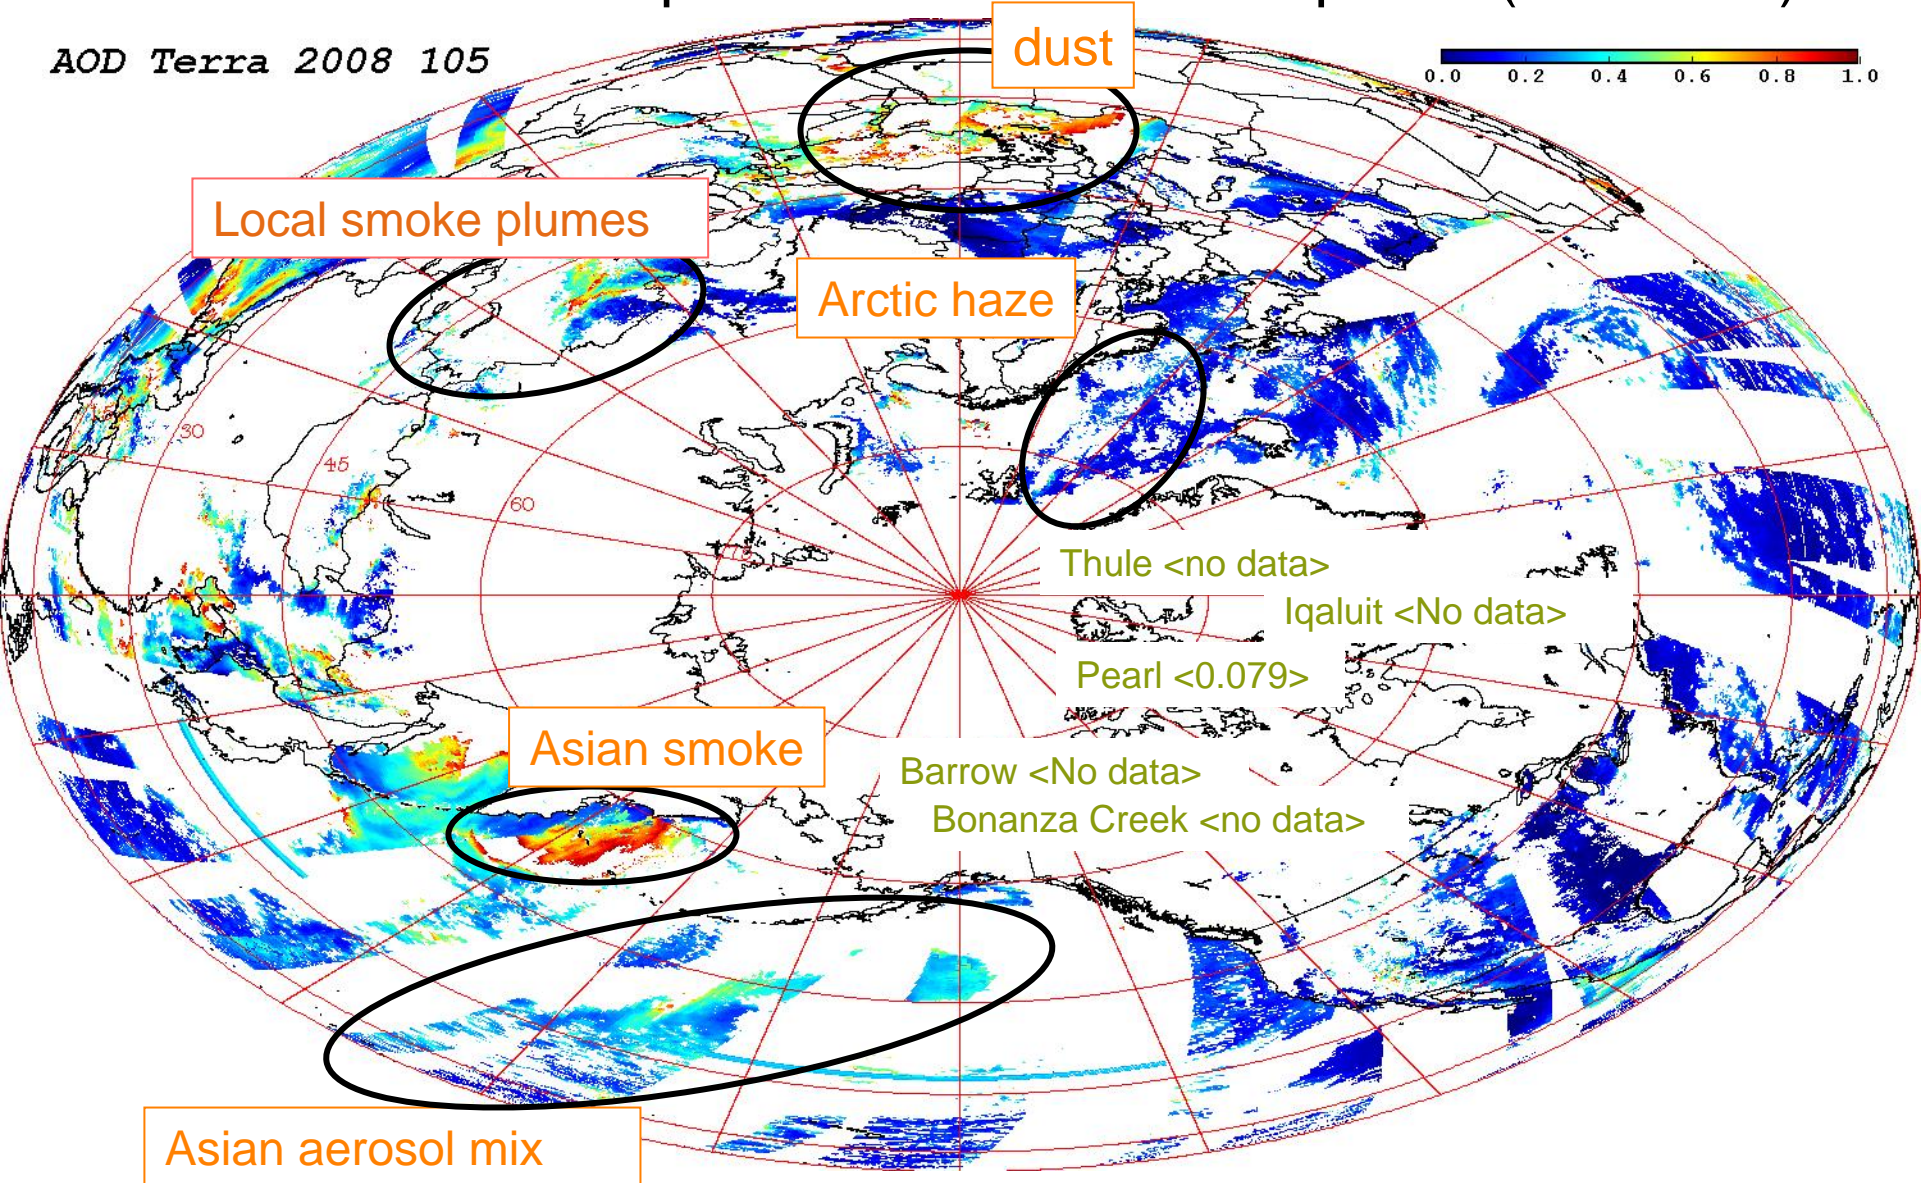 AOD Terra 2008 105
dust
0.0 0.2 0.4 0.6 0.8 1.0
Local smoke plumes
Arctic haze
30
45
60
75
Thule <no data>
Iqaluit <No data>
Pearl <0.079>
Asian smoke
Barrow <No data>
Bonanza Creek <no data>
Asian aerosol mix